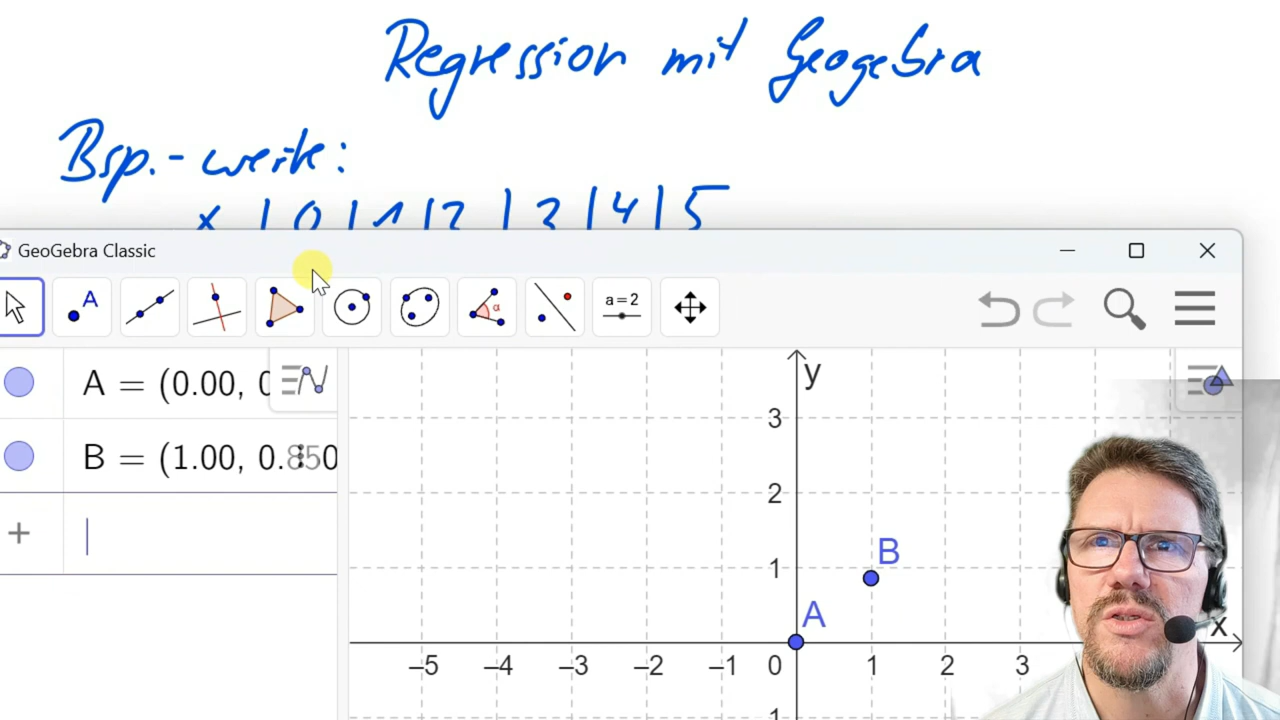 Regression mit Geogebra
Bsp.-werte:
x | 0 | 1 | 2 | 3 | 4 | 5
GeoGebra Classic
A
α
a = 2
A = (0.00, 0
B = (1.00, 0.850
+
y
3
2
1
B
A
x
–5 –4 –3 –2 –1 0 1 2 3